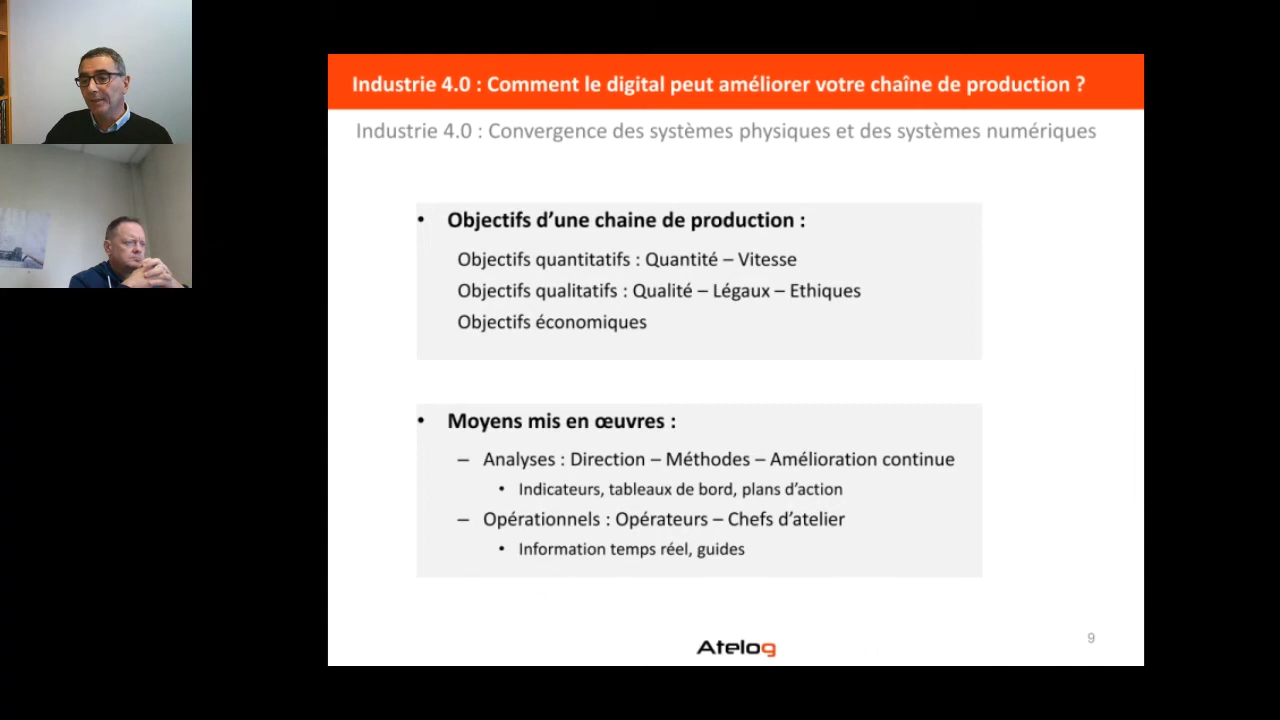 Industrie 4.0 : Comment le digital peut améliorer votre chaîne de production ?
Industrie 4.0 : Convergence des systèmes physiques et des systèmes numériques
• Objectifs d’une chaine de production :
Objectifs quantitatifs : Quantité – Vitesse
Objectifs qualitatifs : Qualité – Légaux – Ethiques
Objectifs économiques
• Moyens mis en œuvres :
– Analyses : Direction – Méthodes – Amélioration continue
• Indicateurs, tableaux de bord, plans d’action
– Opérationnels : Opérateurs – Chefs d’atelier
• Information temps réel, guides
Atelog
9